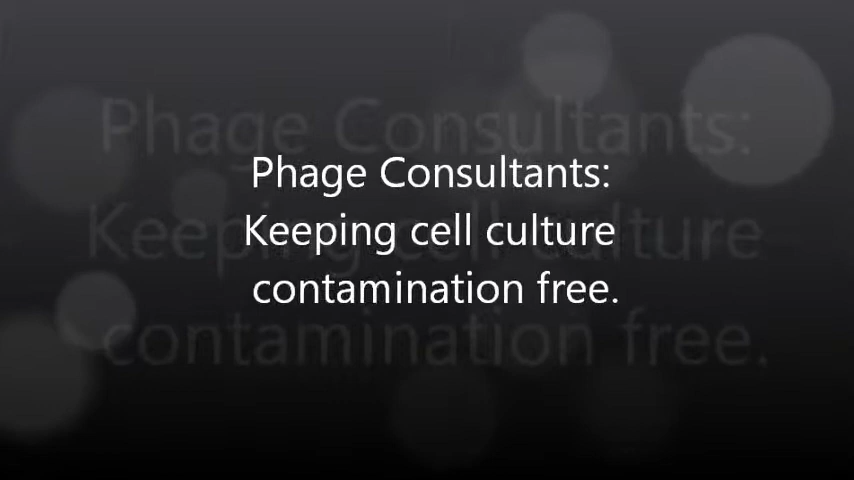 Phage Consultants:
Keeping cell culture
contamination free.